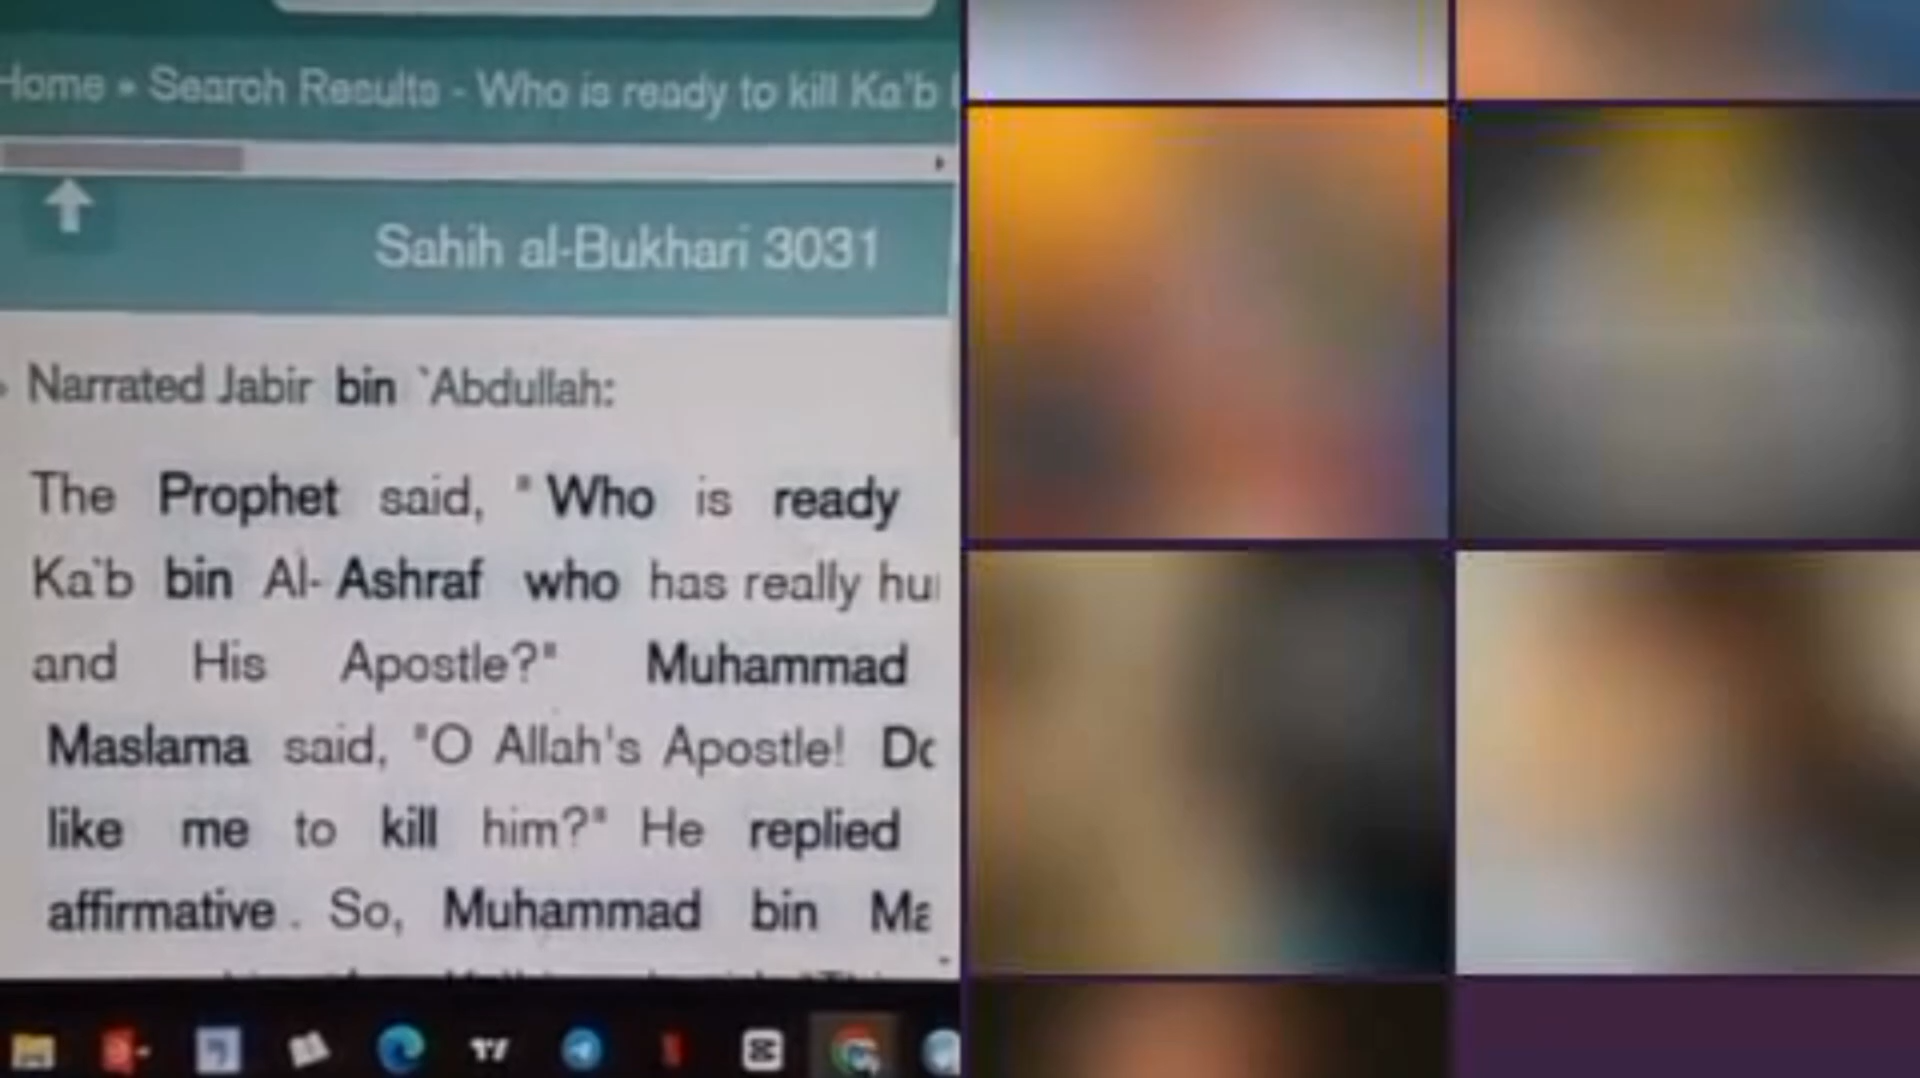 Home » Search Results - Who is ready to kill Ka'b
Sahih al-Bukhari 3031
Narrated Jabir bin `Abdullah:
The Prophet said, "Who is ready
Ka`b bin Al-Ashraf who has really
and His Apostle?" Muhammad
Maslama said, "O Allah's Apostle!
like me to kill him?" He replied
affirmative. So, Muhammad bin